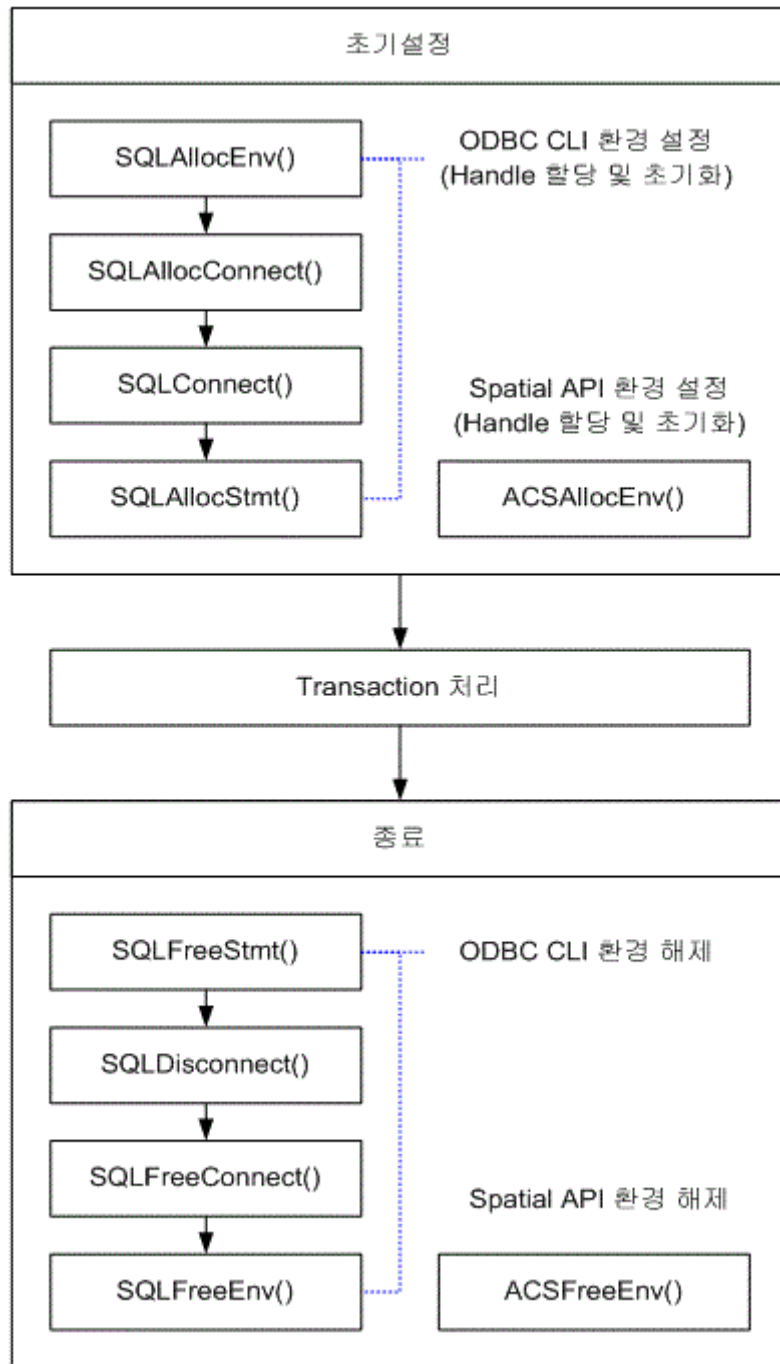 초기설정
SQLAllocEnv()
ODBC CLI 환경 설정
(Handle 할당 및 초기화)
SQLAllocConnect()
SQLConnect()
Spatial API 환경 설정
(Handle 할당 및 초기화)
SQLAllocStmt()
ACSAllocEnv()
Transaction 처리
종료
SQLFreeStmt()
ODBC CLI 환경 해제
SQLDisconnect()
SQLFreeConnect()
Spatial API 환경 해제
SQLFreeEnv()
ACSFreeEnv()